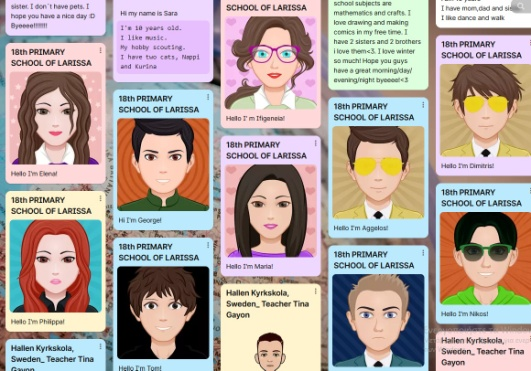 sister. I don't have pets. I
hope you have a nice day :D
Byeeee!!!!!!!
18th PRIMARY
SCHOOL OF LARISSA
Hello I'm Elena!
18th PRIMARY
SCHOOL OF LARISSA
Hello I'm Philippa!
Hallen Kyrkskola,
Sweden_ Teacher Tina
Gayon
Hi my name is Sara
I'm 10 years old.
I like music.
My hobby scouting.
I have two cats, Nappi
and Kurina
18th PRIMARY
SCHOOL OF LARISSA
Hi I'm George!
18th PRIMARY
SCHOOL OF LARISSA
Hello I'm Tom!
SCHOOL OF LARISSA
Hello I' m Ifigeneia!
18th PRIMARY
SCHOOL OF LARISSA
Hello I'm Maria!
Hallen Kyrkskola,
Sweden_ Teacher Tina
Gayon
school subjects are
mathematics and crafts. I
love drawing and making
comics in my free time. I
have 2 sisters and 2 brothers
i love them<3. I love winter
so much! Hope you guys
have a great morning/day/
evening/night byeeee!<3
18th PRIMARY
SCHOOL OF LARISSA
Hello I'm Aggelos!
18th PRIMARY
SCHOOL OF LARISSA
I have mom,dad and
I like dance and walk
18th PRIMARY
SCHOOL OF LARISSA
Hello I'm Dimitris!
18th PRIMARY
SCHOOL OF LARISSA
Hello I'm Nikos!
Hallen Kyrkskola,
Sweden_ Teacher Tina
Gayon